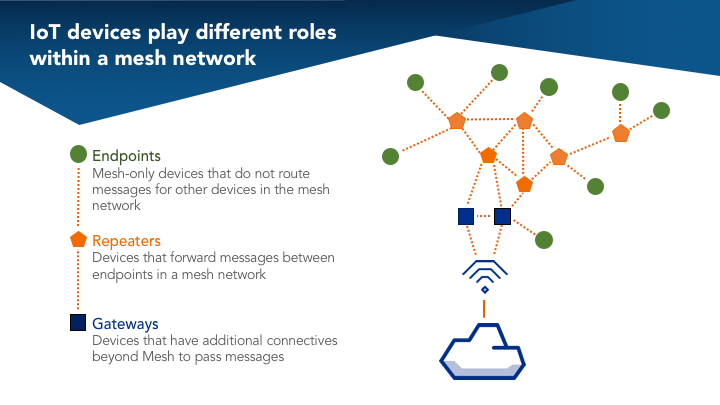 IoT devices play different roles
within a mesh network
Endpoints
Mesh-only devices that do not route
messages for other devices in the mesh
network
Repeaters
Devices that forward messages between
endpoints in a mesh network
Gateways
Devices that have additional connectives
beyond Mesh to pass messages